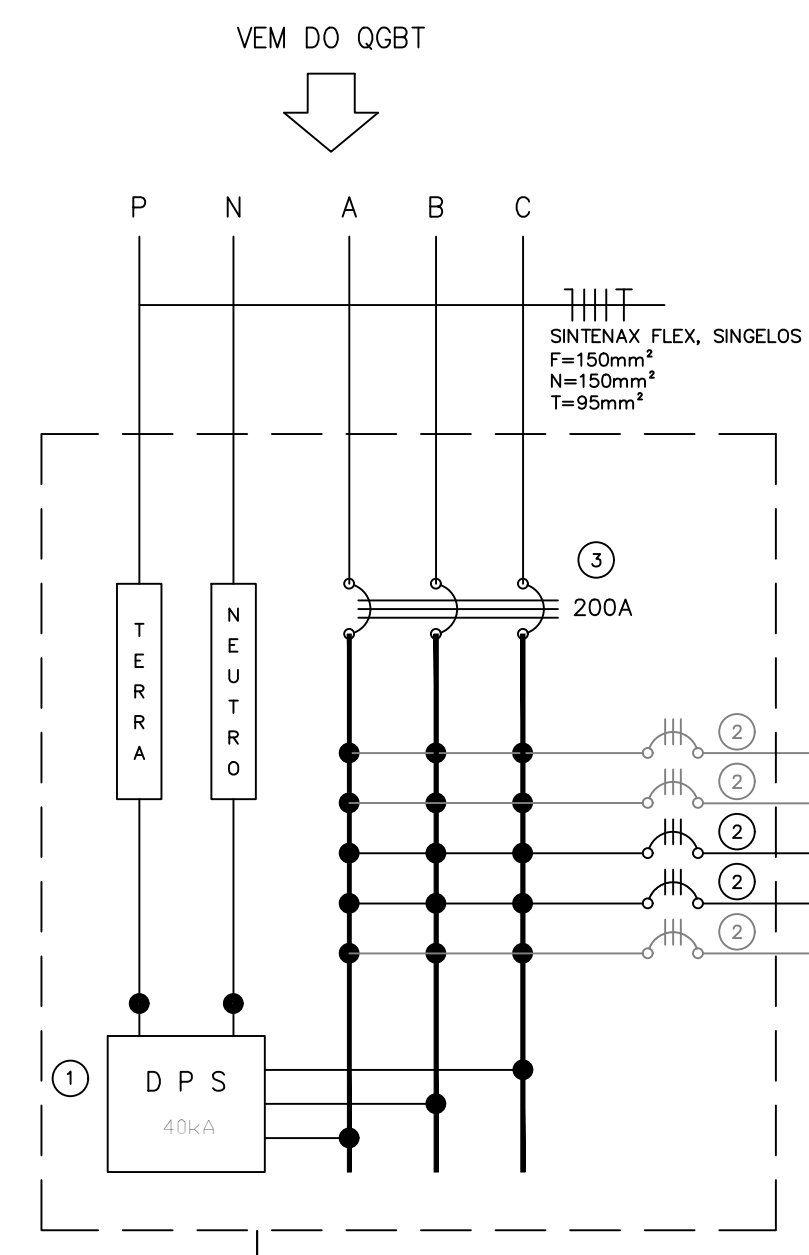 VEM DO QGBT
P N A B C
SINTENAX FLEX, SINGELOS
F=150mm²
N=150mm²
T=95mm²
3
200A
TERRA
NEUTRO
2
2
2
2
2
1
DPS
40kA